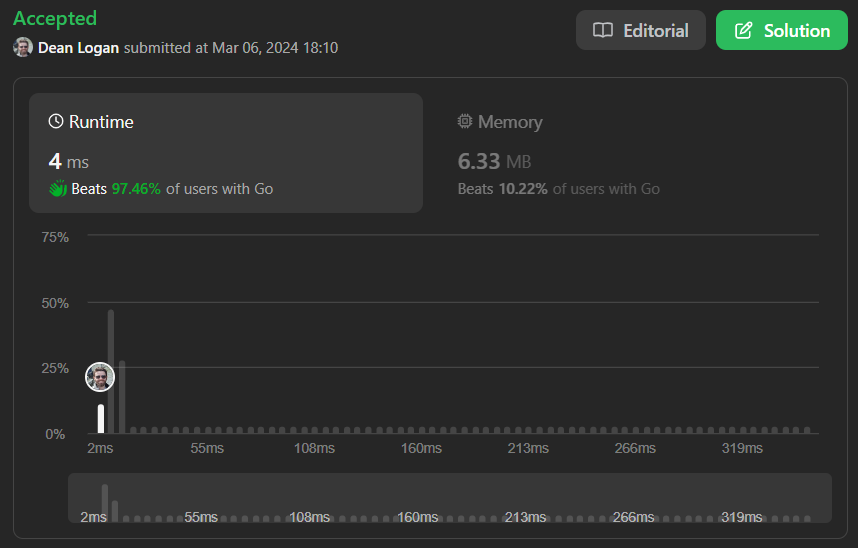 Accepted
Editorial
Solution
Dean Logan submitted at Mar 06, 2024 18:10
Runtime
4 ms
Beats 97.46% of users with Go
Memory
6.33 MB
Beats 10.22% of users with Go
75%
50%
25%
0%
2ms 55ms 108ms 160ms 213ms 266ms 319ms
2ms 55ms 108ms 160ms 213ms 266ms 319ms